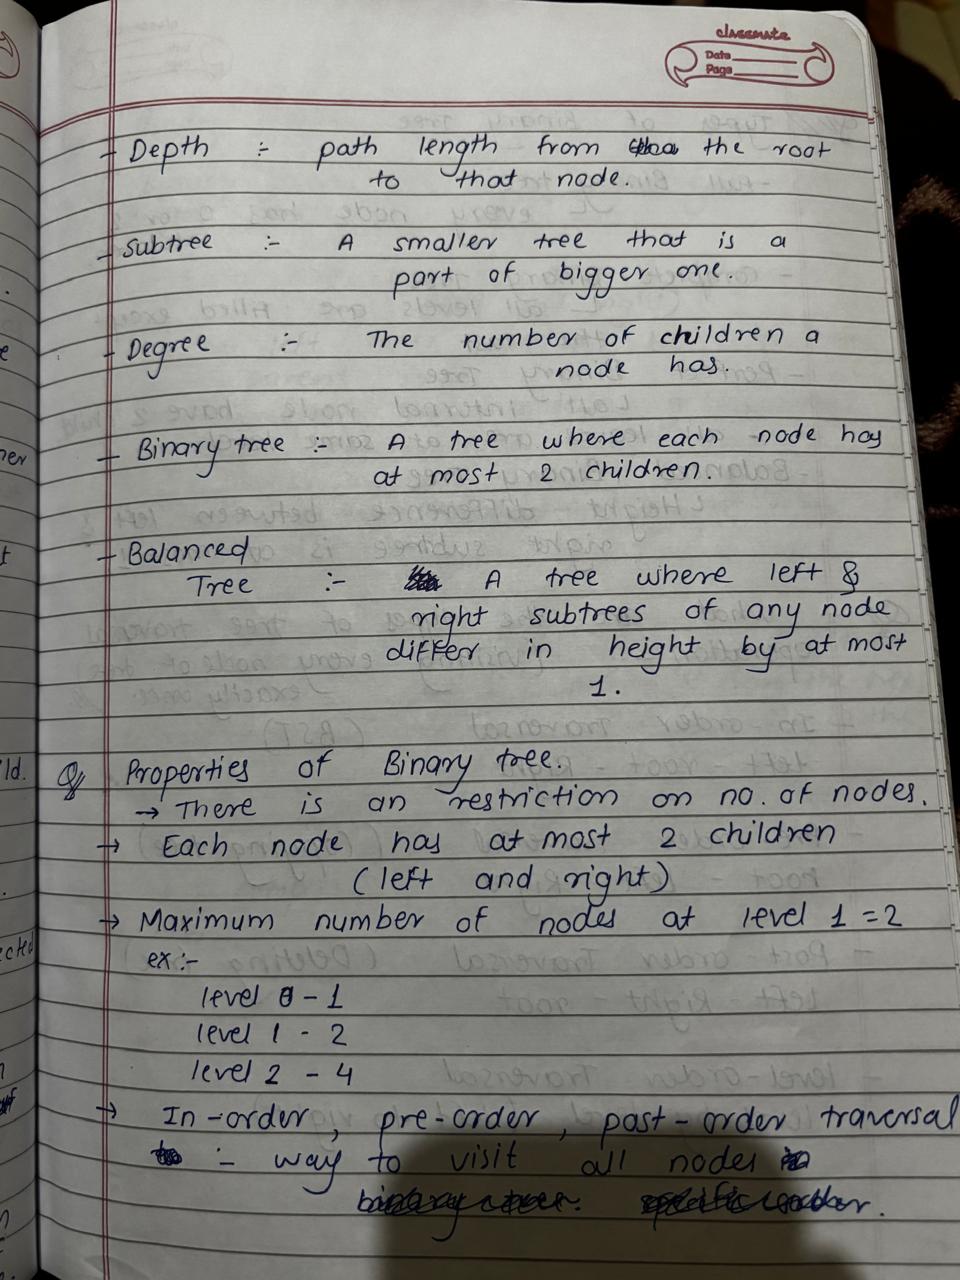 classmate
Date
Page
- Depth :- path length from the root
to that node.
- Subtree :- A smaller tree that is a
part of bigger one.
- Degree :- The number of children a
node has.
- Binary tree :- A tree where each node has
at most 2 children.
- Balanced
Tree :- A tree where left &
right subtrees of any node
differ in height by at most
1.
Q Properties of Binary tree.
→ There is an restriction on no. of nodes.
→ Each node has at most 2 children
(left and right)
→ Maximum number of nodes at level 1 = 2
ex:-
level 0 - 1
level 1 - 2
level 2 - 4
→ In-order, pre-order, past-order traversal
:- way to visit all nodes